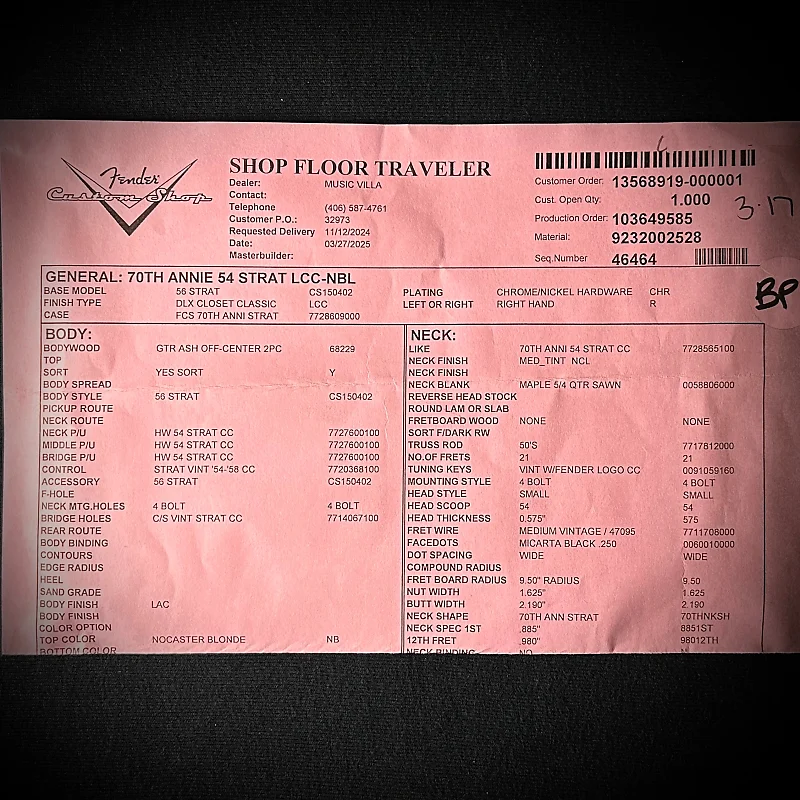 Fender
Custom Shop
SHOP FLOOR TRAVELER
Dealer: MUSIC VILLA
Contact:
Telephone (406) 587-4761
Customer P.O.: 32973
Requested Delivery 11/12/2024
Date: 03/27/2025
Masterbuilder:
Customer Order: 13568919-000001
Cust. Open Qty: 1.000
Production Order: 103649585
Material: 9232002528
Seq.Number 46464
3.17
BP
GENERAL: 70TH ANNIE 54 STRAT LCC-NBL
BASE MODEL 56 STRAT CS150402 PLATING CHROME/NICKEL HARDWARE CHR
FINISH TYPE DLX CLOSET CLASSIC LCC LEFT OR RIGHT RIGHT HAND R
CASE FCS 70TH ANNI STRAT 7728609000
BODY:
BODYWOOD GTR ASH OFF-CENTER 2PC 68229
TOP
SORT YES SORT Y
BODY SPREAD
BODY STYLE 56 STRAT CS150402
PICKUP ROUTE
NECK ROUTE
NECK P/U HW 54 STRAT CC 7727600100
MIDDLE P/U HW 54 STRAT CC 7727600100
BRIDGE P/U HW 54 STRAT CC 7727600100
CONTROL STRAT VINT '54-'58 CC 7720368100
ACCESSORY 56 STRAT CS150402
F-HOLE
NECK MTG.HOLES 4 BOLT 4 BOLT
BRIDGE HOLES C/S VINT STRAT CC 7714067100
REAR ROUTE
BODY BINDING
CONTOURS
EDGE RADIUS
HEEL
SAND GRADE
BODY FINISH LAC
BODY FINISH
COLOR OPTION
TOP COLOR NOCASTER BLONDE NB
BOTTOM COLOR
NECK:
LIKE 70TH ANNI 54 STRAT CC 7728565100
NECK FINISH MED_TINT NCL
NECK FINISH
NECK BLANK MAPLE 5/4 QTR SAWN 0058806000
REVERSE HEAD STOCK
ROUND LAM OR SLAB
FRETBOARD WOOD NONE NONE
SORT F/DARK RW
TRUSS ROD 50'S 7717812000
NO.OF FRETS 21 21
TUNING KEYS VINT W/FENDER LOGO CC 0091059160
MOUNTING STYLE 4 BOLT 4 BOLT
HEAD STYLE SMALL SMALL
HEAD SCOOP 54 54
HEAD THICKNESS 0.575" 575
FRET WIRE MEDIUM VINTAGE / 47095 7711708000
FACEDOTS MICARTA BLACK .250 0060010000
DOT SPACING WIDE WIDE
COMPOUND RADIUS
FRET BOARD RADIUS 9.50" RADIUS 9.50
NUT WIDTH 1.625" 1.625
BUTT WIDTH 2.190" 2.190
NECK SHAPE 70TH ANN STRAT 70THNKSH
NECK SPEC 1ST .885" 8851ST
12TH FRET .980" 98012TH
NECK BINDING NO N